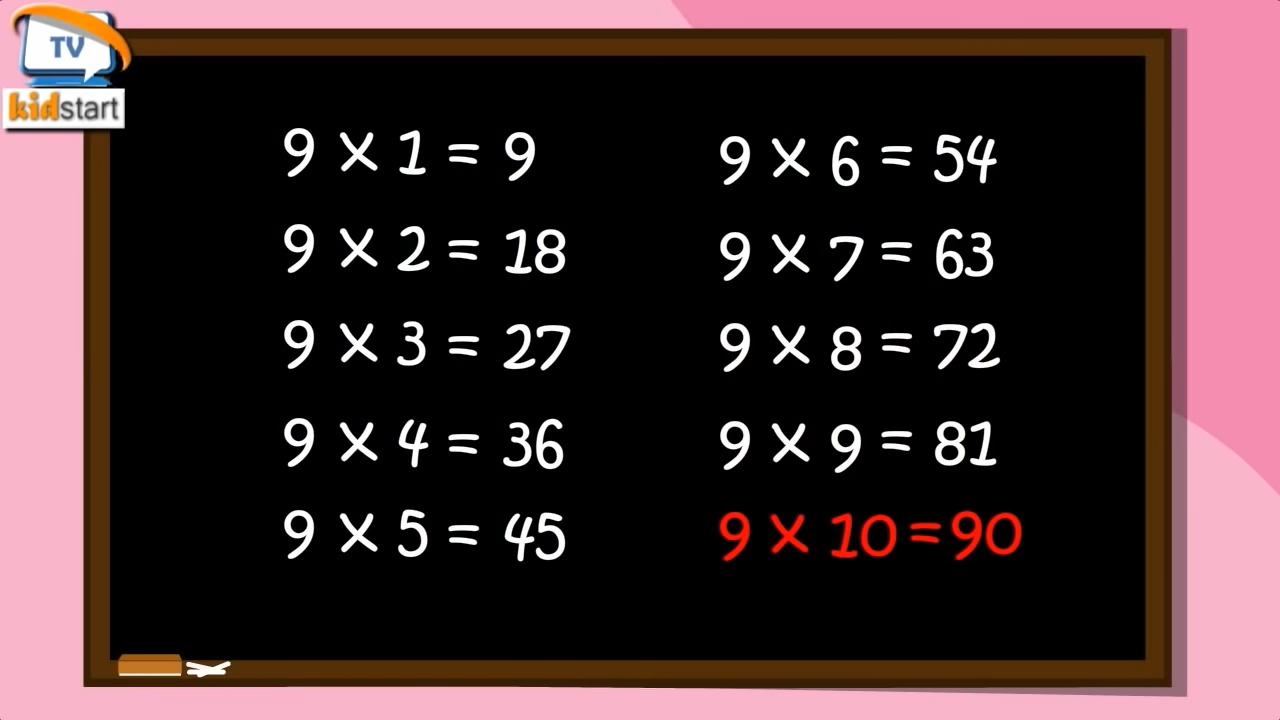 TV
kidstart
9 × 1 = 9
9 × 2 = 18
9 × 3 = 27
9 × 4 = 36
9 × 5 = 45
9 × 6 = 54
9 × 7 = 63
9 × 8 = 72
9 × 9 = 81
9 × 10 = 90